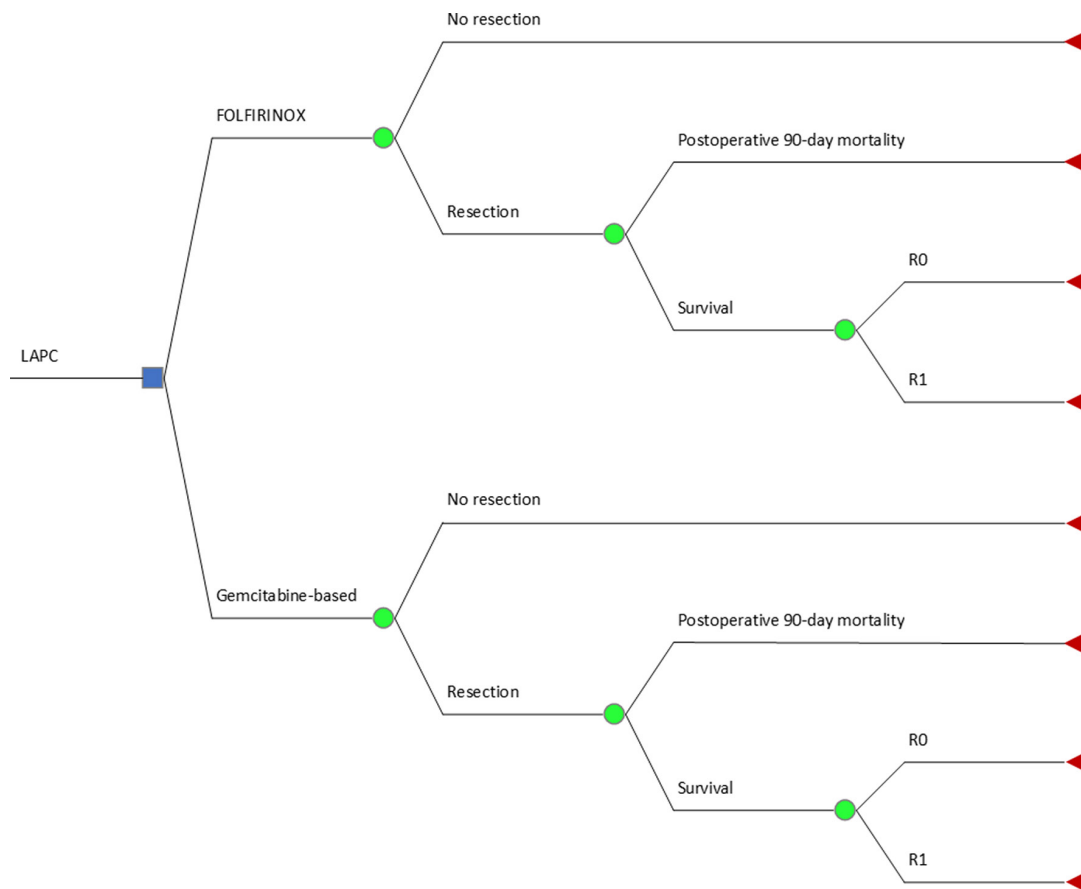 No resection
FOLFIRINOX
Postoperative 90-day mortality
Resection
R0
Survival
LAPC
R1
No resection
Gemcitabine-based
Postoperative 90-day mortality
Resection
R0
Survival
R1